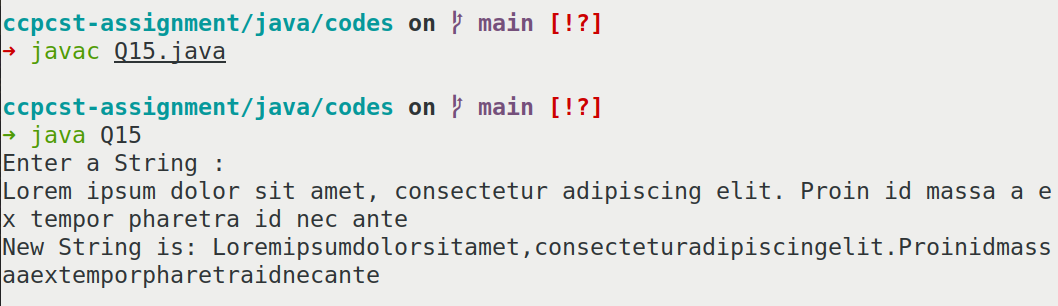 ccpcst-assignment/java/codes on  main [!?]
➜ javac Q15.java
ccpcst-assignment/java/codes on  main [!?]
➜ java Q15
Enter a String :
Lorem ipsum dolor sit amet, consectetur adipiscing elit. Proin id massa a e
x tempor pharetra id nec ante
New String is: Loremipsumdolorsitamet,consecteturadipiscingelit.Proinidmass
aaextemporpharetraidnecante